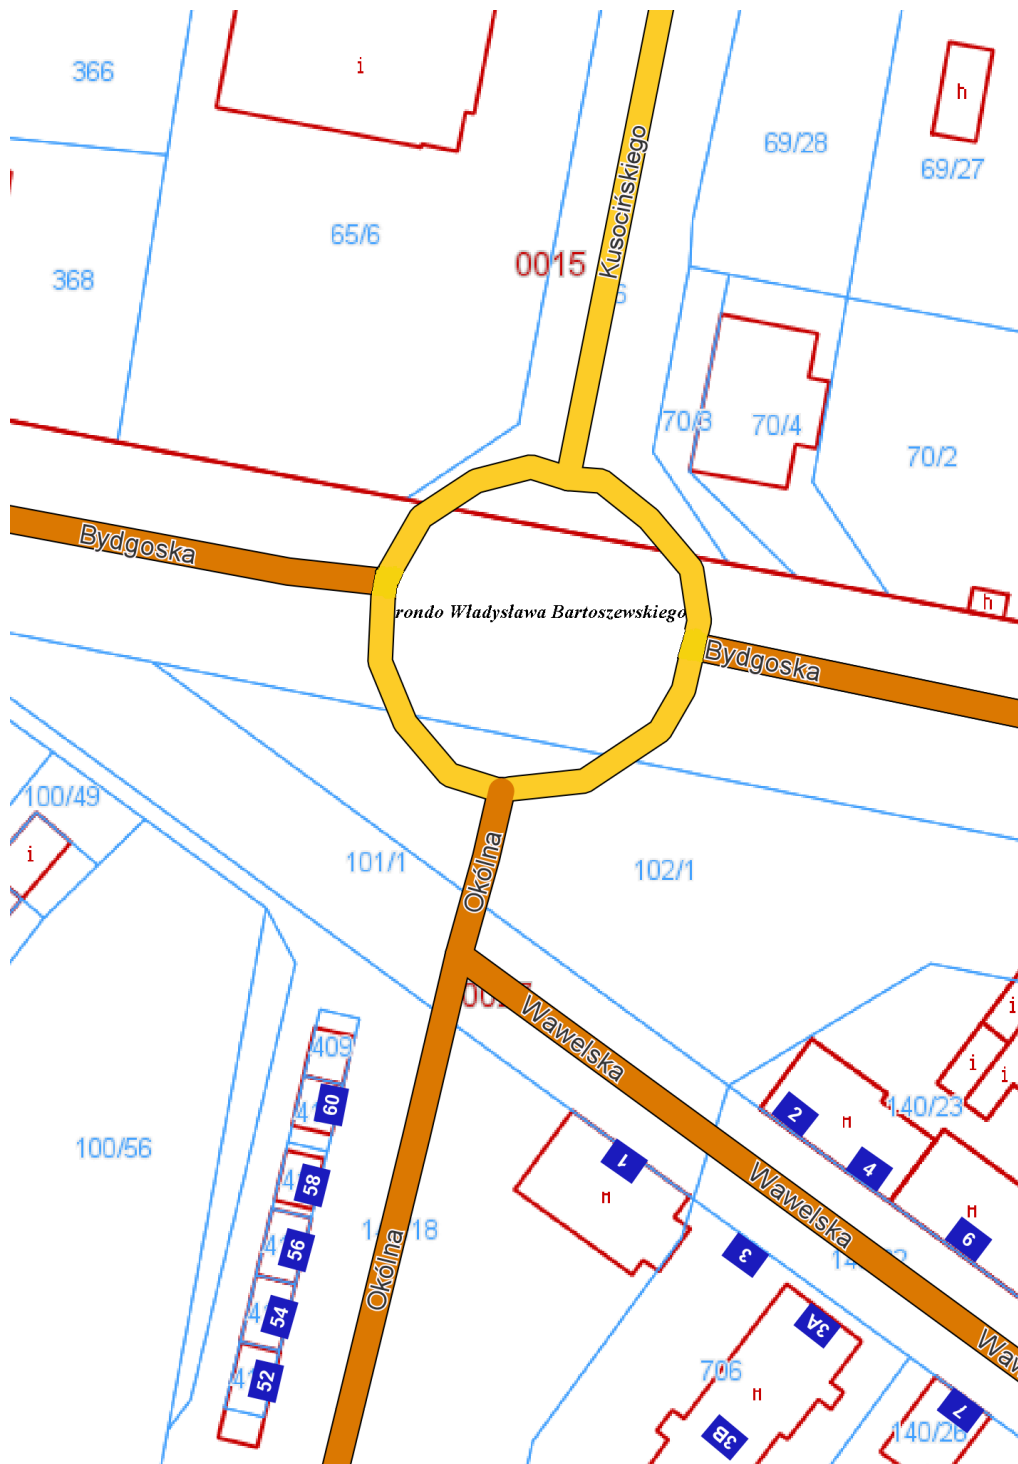 366
i
h
69/28
69/27
Kusocińskiego
65/6
0015
368
70/3
70/4
70/2
Bydgoska
h
rondo Władysława Bartoszewskiego
Bydgoska
100/49
i
101/1
102/1
Okólna
i
Wawelska
409
i
i
60
2
M
140/23
100/56
1
4
58
M
M
Wawelska
56
3
6
Okólna
54
3A
52
706
M
7
3B
140/26